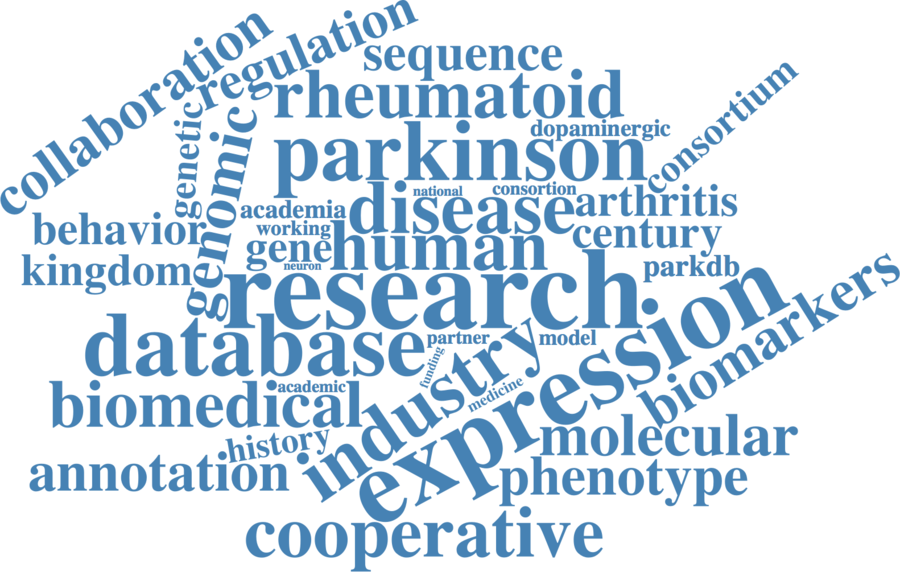 collaboration
regulation
sequence
rheumatoid
genetic
genomic
dopaminergic
consortium
parkinson
national
consortion
disease
arthritis
academia
behavior
working
century
gene
human
neuron
kingdom
parkdb
research
expression
biomarkers
database
partner
model
industry
funding
academic
medicine
biomedical
molecular
history
annotation
phenotype
cooperative